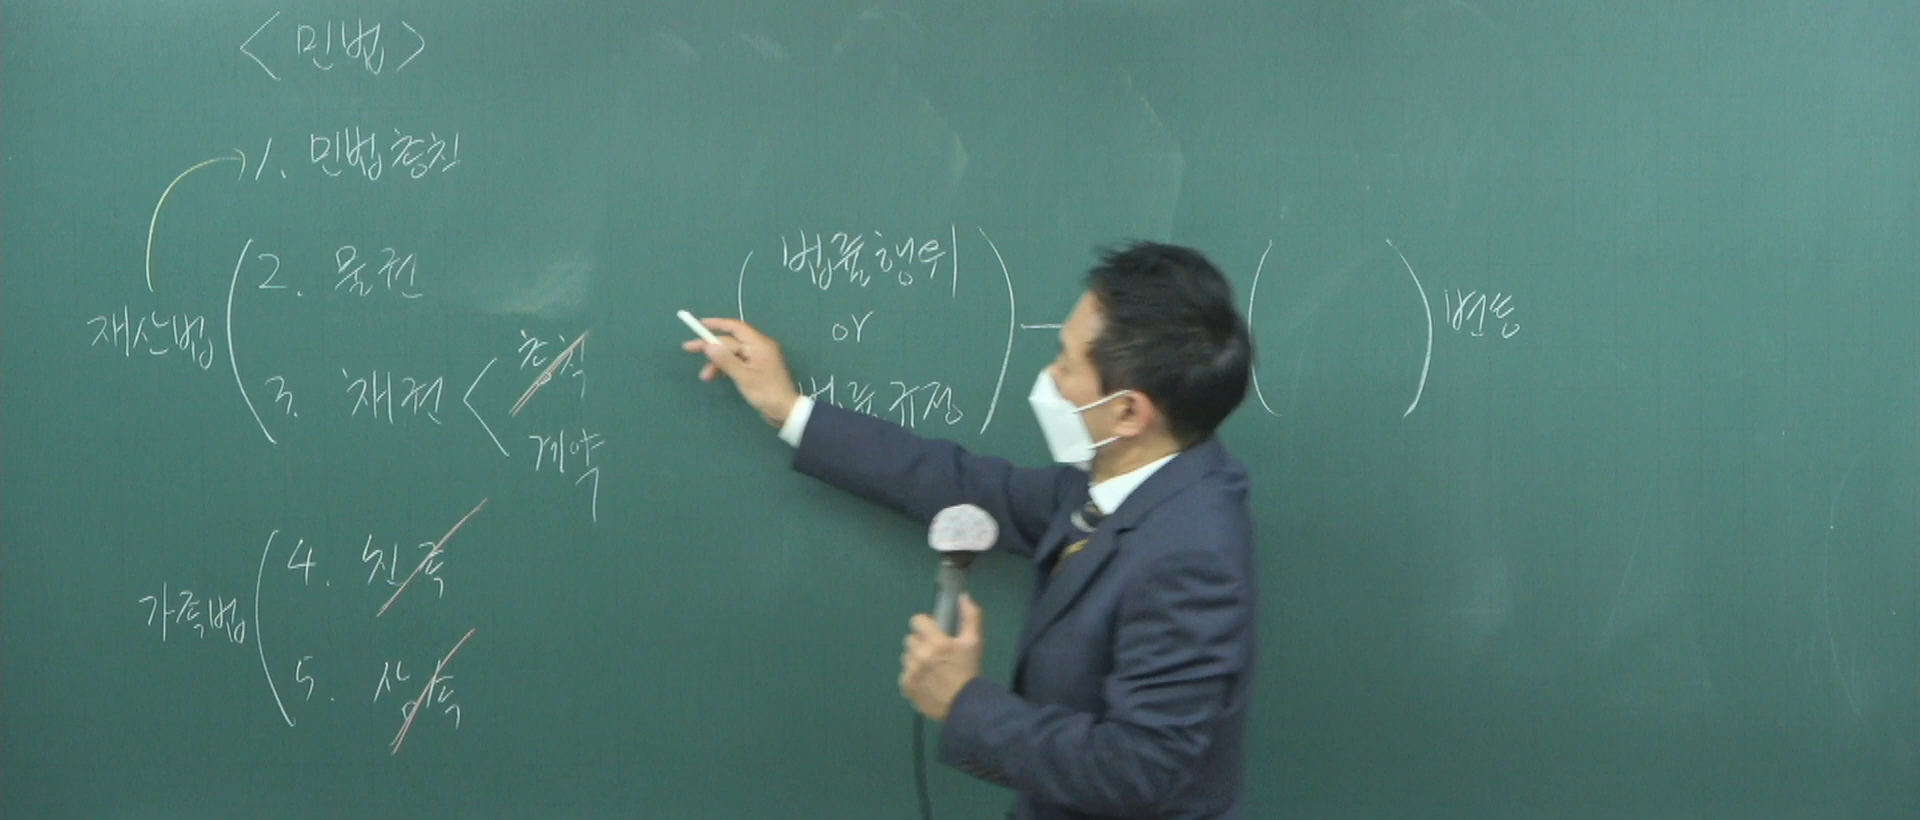 <민법>
1. 민법총칙
재산법
2. 물권
3. 채권
총칙
계약
가족법
4. 친족
5. 상속
법률행위
or
법률규정
변동